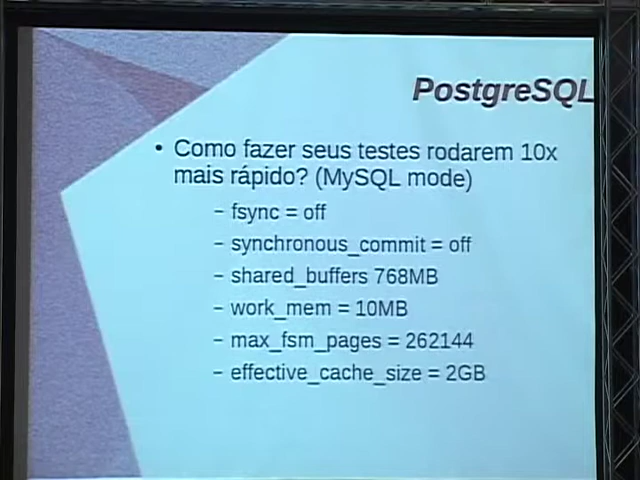 PostgreSQL
• Como fazer seus testes rodarem 10x
mais rápido? (MySQL mode)
– fsync = off
– synchronous_commit = off
– shared_buffers 768MB
– work_mem = 10MB
– max_fsm_pages = 262144
– effective_cache_size = 2GB